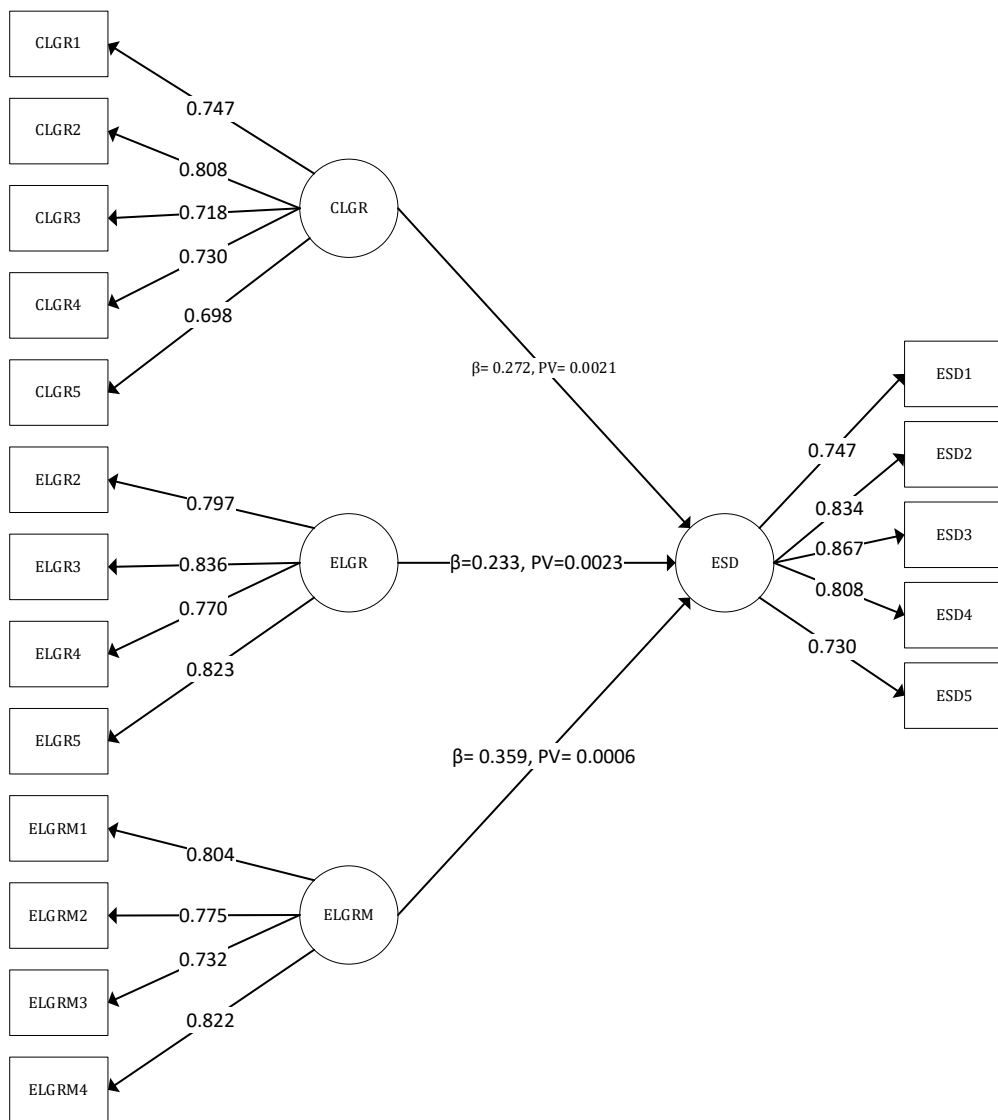 CLGR1
CLGR2
CLGR3
CLGR4
CLGR5
0.747
0.808
0.718
0.730
0.698
CLGR
β= 0.272, PV= 0.0021
ELGR2
ELGR3
ELGR4
ELGR5
0.797
0.836
0.770
0.823
ELGR
β=0.233, PV=0.0023
ELGRM1
ELGRM2
ELGRM3
ELGRM4
0.804
0.775
0.732
0.822
ELGRM
β= 0.359, PV= 0.0006
ESD
0.747
0.834
0.867
0.808
0.730
ESD1
ESD2
ESD3
ESD4
ESD5